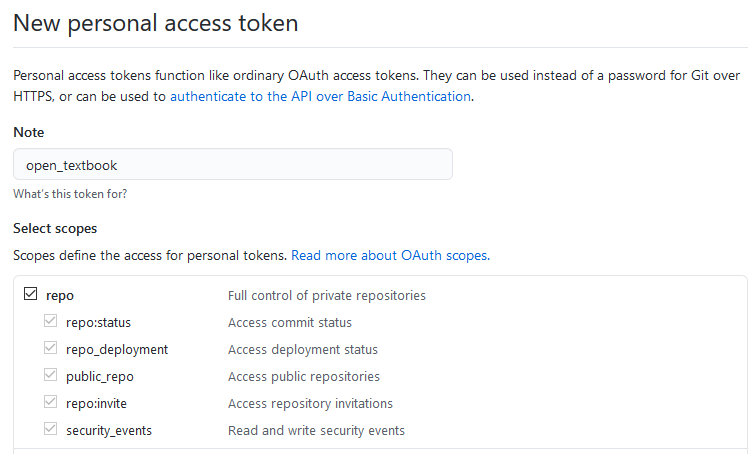 New personal access token
Personal access tokens function like ordinary OAuth access tokens. They can be used instead of a password for Git over
HTTPS, or can be used to authenticate to the API over Basic Authentication.
Note
open_textbook
What's this token for?
Select scopes
Scopes define the access for personal tokens. Read more about OAuth scopes.
repo Full control of private repositories
repo:status Access commit status
repo_deployment Access deployment status
public_repo Access public repositories
repo:invite Access repository invitations
security_events Read and write security events